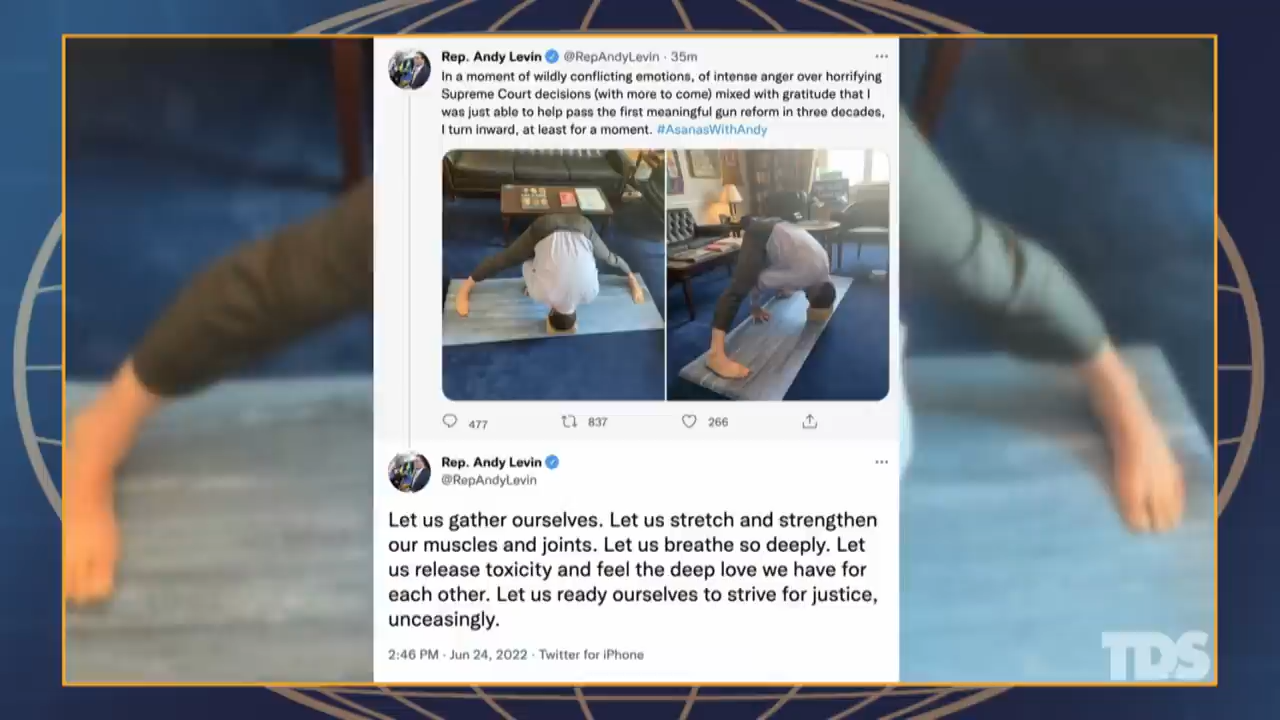 Rep. Andy Levin @RepAndyLevin · 35m
In a moment of wildly conflicting emotions, of intense anger over horrifying
Supreme Court decisions (with more to come) mixed with gratitude that I
was just able to help pass the first meaningful gun reform in three decades,
I turn inward, at least for a moment. #AsanasWithAndy
477 837 266
Rep. Andy Levin
@RepAndyLevin
Let us gather ourselves. Let us stretch and strengthen
our muscles and joints. Let us breathe so deeply. Let
us release toxicity and feel the deep love we have for
each other. Let us ready ourselves to strive for justice,
unceasingly.
2:46 PM · Jun 24, 2022 · Twitter for iPhone
TDS